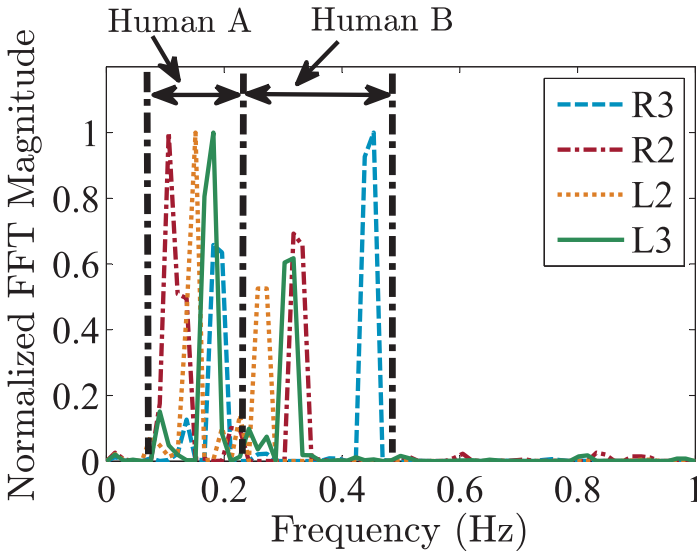 Human A
Human B
Normalized FFT Magnitude
1
0.8
0.6
0.4
0.2
0
R3
R2
L2
L3
0 0.2 0.4 0.6 0.8 1
Frequency (Hz)